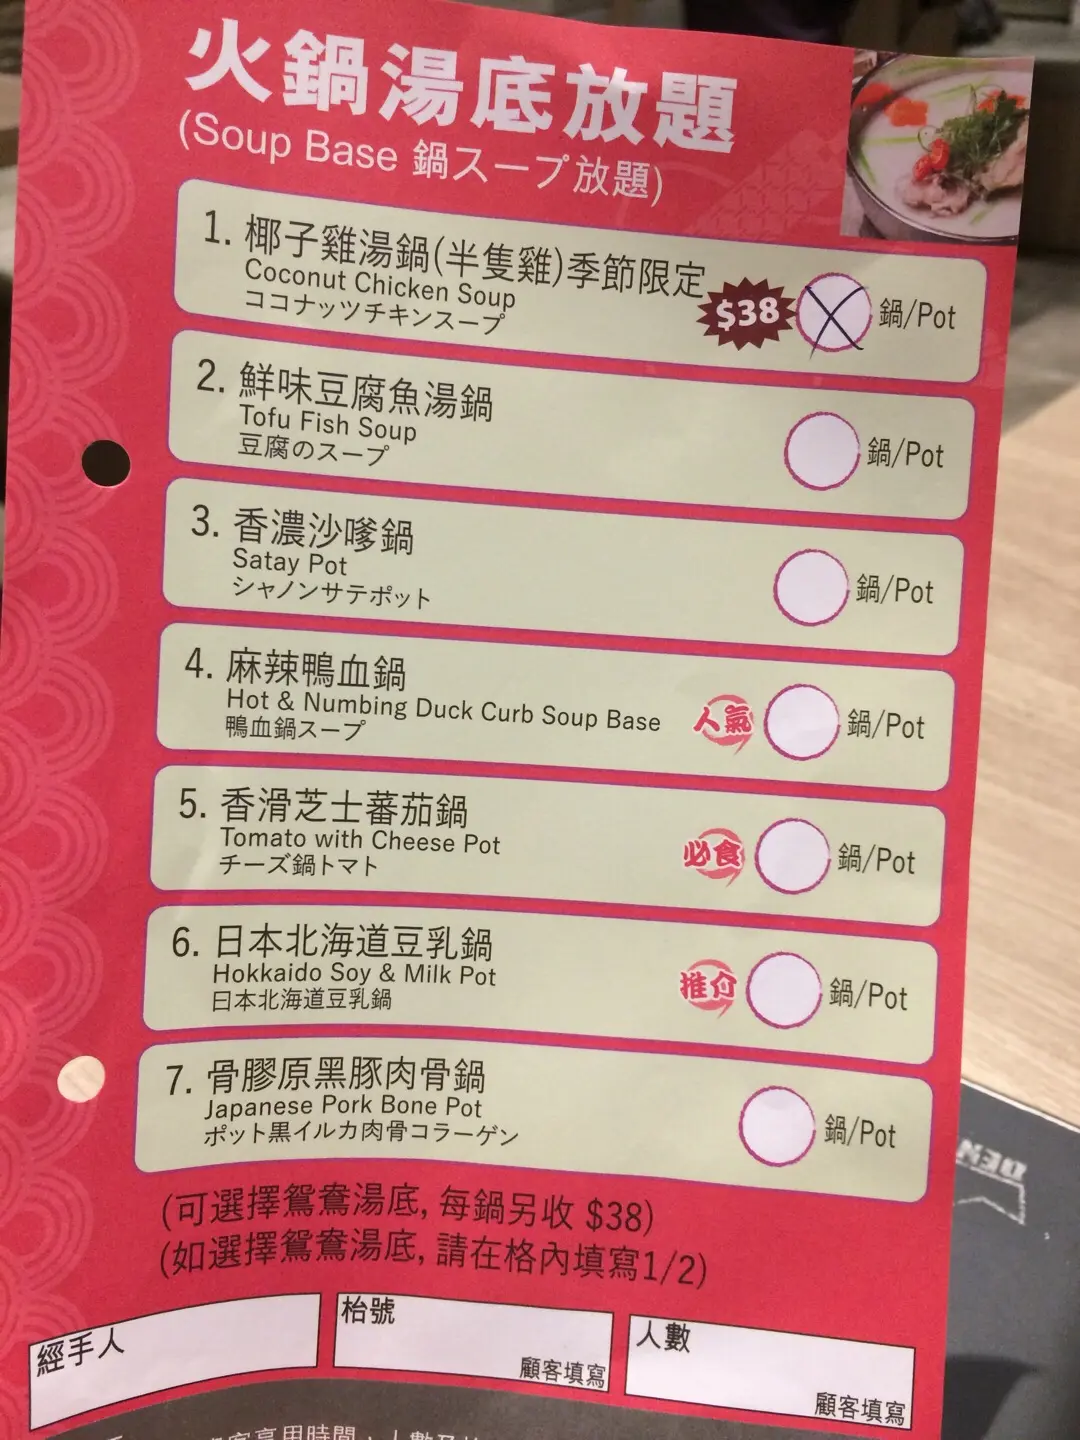 火鍋湯底放題
(Soup Base 鍋スープ放題)
1. 椰子雞湯鍋(半隻雞)季節限定
Coconut Chicken Soup
ココナッツチキンスープ
$38
鍋/Pot
2. 鮮味豆腐魚湯鍋
Tofu Fish Soup
豆腐のスープ
鍋/Pot
3. 香濃沙嗲鍋
Satay Pot
シャノンサテポット
鍋/Pot
4. 麻辣鴨血鍋
Hot & Numbing Duck Curb Soup Base
鴨血鍋スープ
人氣
鍋/Pot
5. 香滑芝士蕃茄鍋
Tomato with Cheese Pot
チーズ鍋トマト
必食
鍋/Pot
6. 日本北海道豆乳鍋
Hokkaido Soy & Milk Pot
日本北海道豆乳鍋
推介
鍋/Pot
7. 骨膠原黑豚肉骨鍋
Japanese Pork Bone Pot
ポット黒イルカ肉骨コラーゲン
鍋/Pot
(可選擇鴛鴦湯底, 每鍋另收 $38)
(如選擇鴛鴦湯底, 請在格內填寫1/2)
經手人
枱號
顧客填寫
人數
顧客填寫